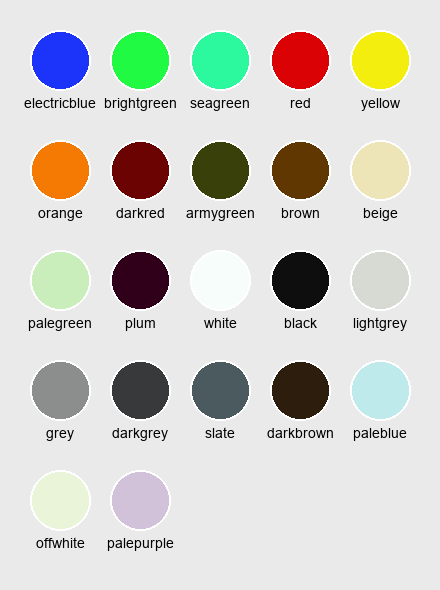 electricblue brightgreen seagreen red yellow
orange darkred armygreen brown beige
palegreen plum white black lightgrey
grey darkgrey slate darkbrown paleblue
offwhite palepurple